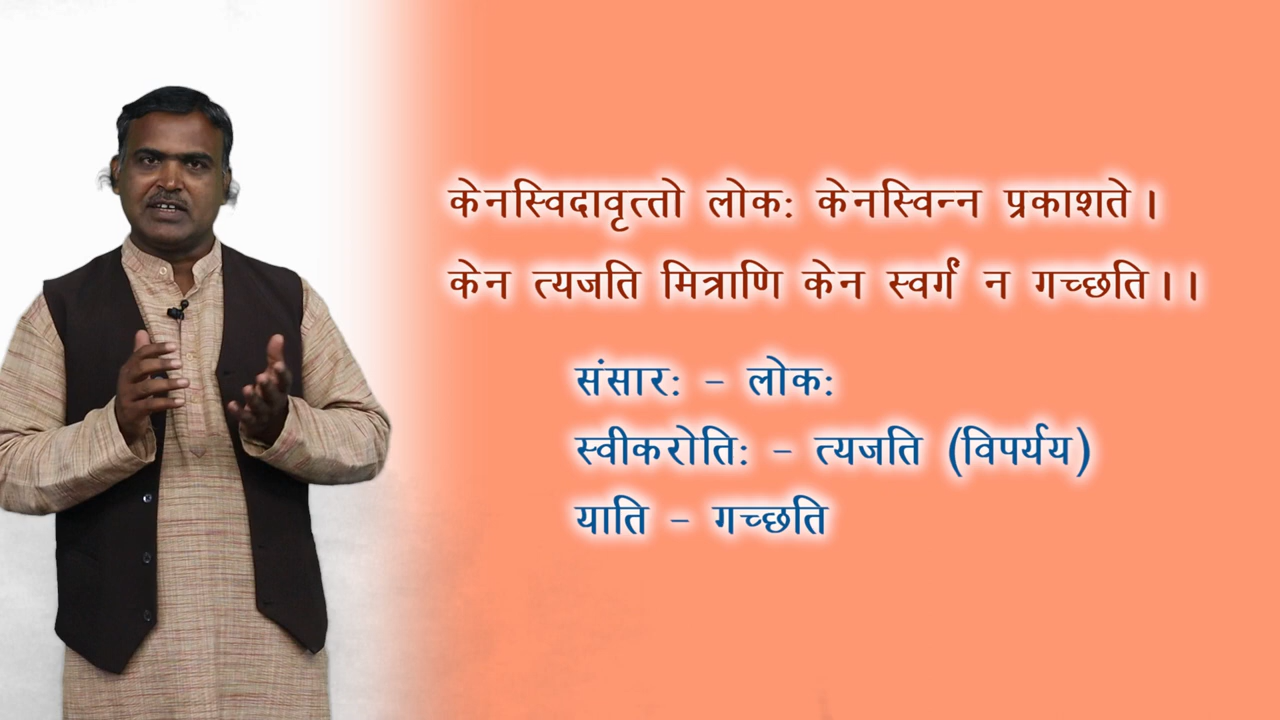 केनस्विदावृत्तो लोकः केनस्विन्न प्रकाशते।
केन त्यजति मित्राणि केन स्वर्गं न गच्छति।।
संसारः - लोकः
स्वीकरोतिः - त्यजति (विपर्यय)
याति - गच्छति